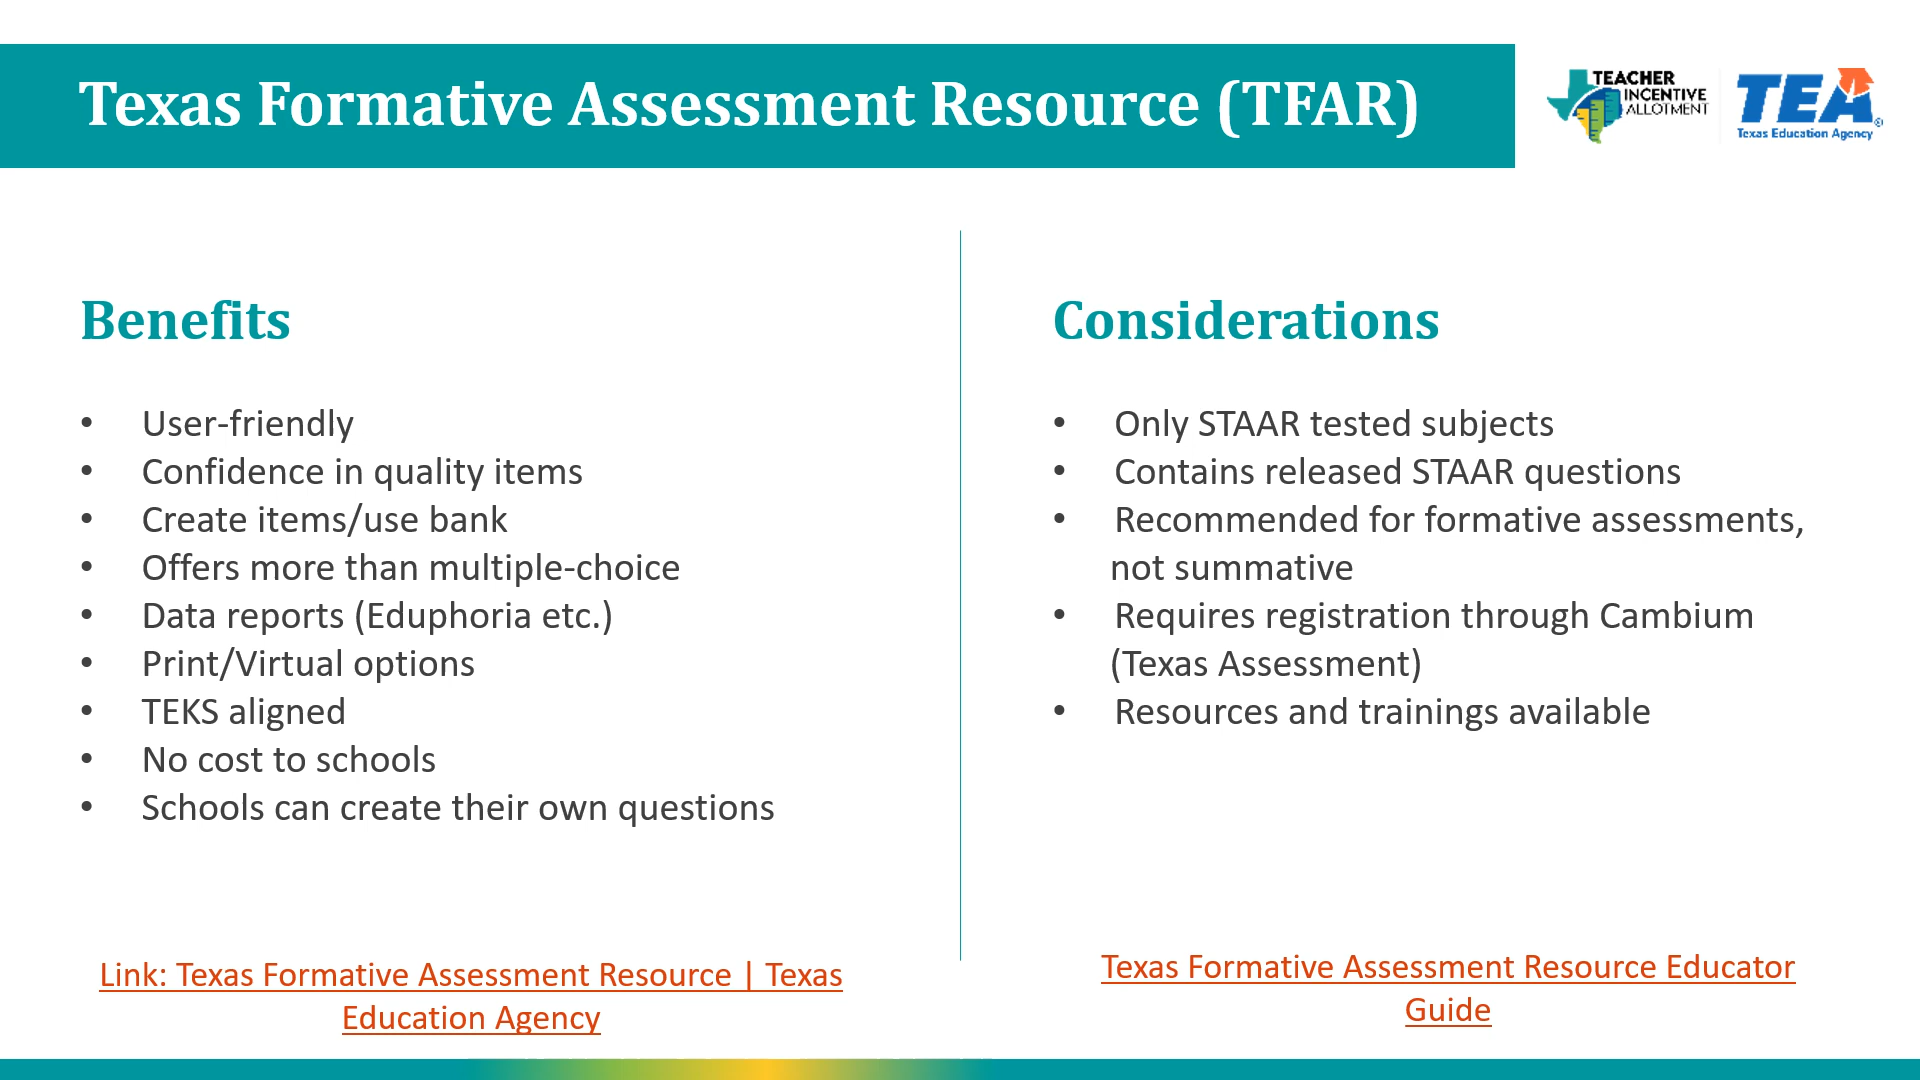 Texas Formative Assessment Resource (TFAR)
TEACHER
INCENTIVE
ALLOTMENT
TEA®
Texas Education Agency
Benefits
• User-friendly
• Confidence in quality items
• Create items/use bank
• Offers more than multiple-choice
• Data reports (Eduphoria etc.)
• Print/Virtual options
• TEKS aligned
• No cost to schools
• Schools can create their own questions
Link: Texas Formative Assessment Resource | Texas
Education Agency
Considerations
• Only STAAR tested subjects
• Contains released STAAR questions
• Recommended for formative assessments,
not summative
• Requires registration through Cambium
(Texas Assessment)
• Resources and trainings available
Texas Formative Assessment Resource Educator
Guide